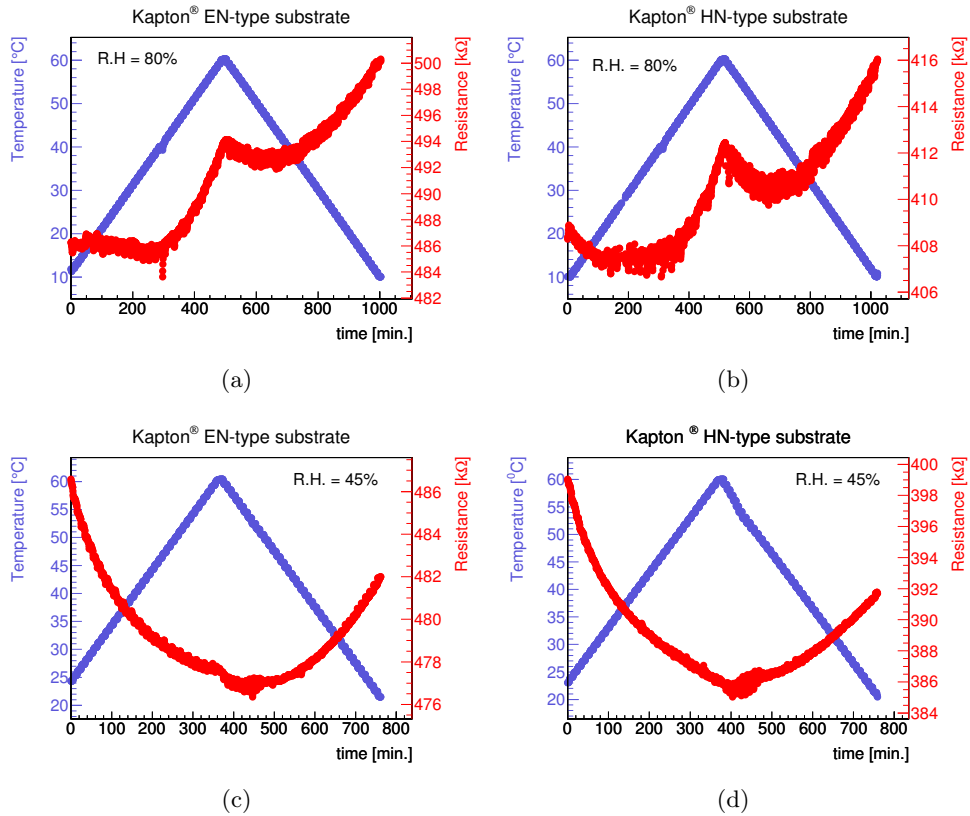 Kapton® EN-type substrate
Temperature [°C]
60
50
40
30
20
10
R.H = 80%
500
498
496
494
492
490
488
486
484
482
Resistance [kΩ]
0 200 400 600 800 1000
time [min.]
(a)
Kapton® HN-type substrate
Temperature [°C]
60
50
40
30
20
10
R.H. = 80%
416
414
412
410
408
406
Resistance [kΩ]
0 200 400 600 800 1000
time [min.]
(b)
Kapton® EN-type substrate
Temperature [°C]
60
55
50
45
40
35
30
25
20
R.H. = 45%
486
484
482
480
478
476
Resistance [kΩ]
0 100 200 300 400 500 600 700 800
time [min.]
(c)
Kapton ® HN-type substrate
Temperature [⁰C]
60
55
50
45
40
35
30
25
20
R.H. = 45%
400
398
396
394
392
390
388
386
384
Resistance [kΩ]
0 100 200 300 400 500 600 700 800
time [min.]
(d)